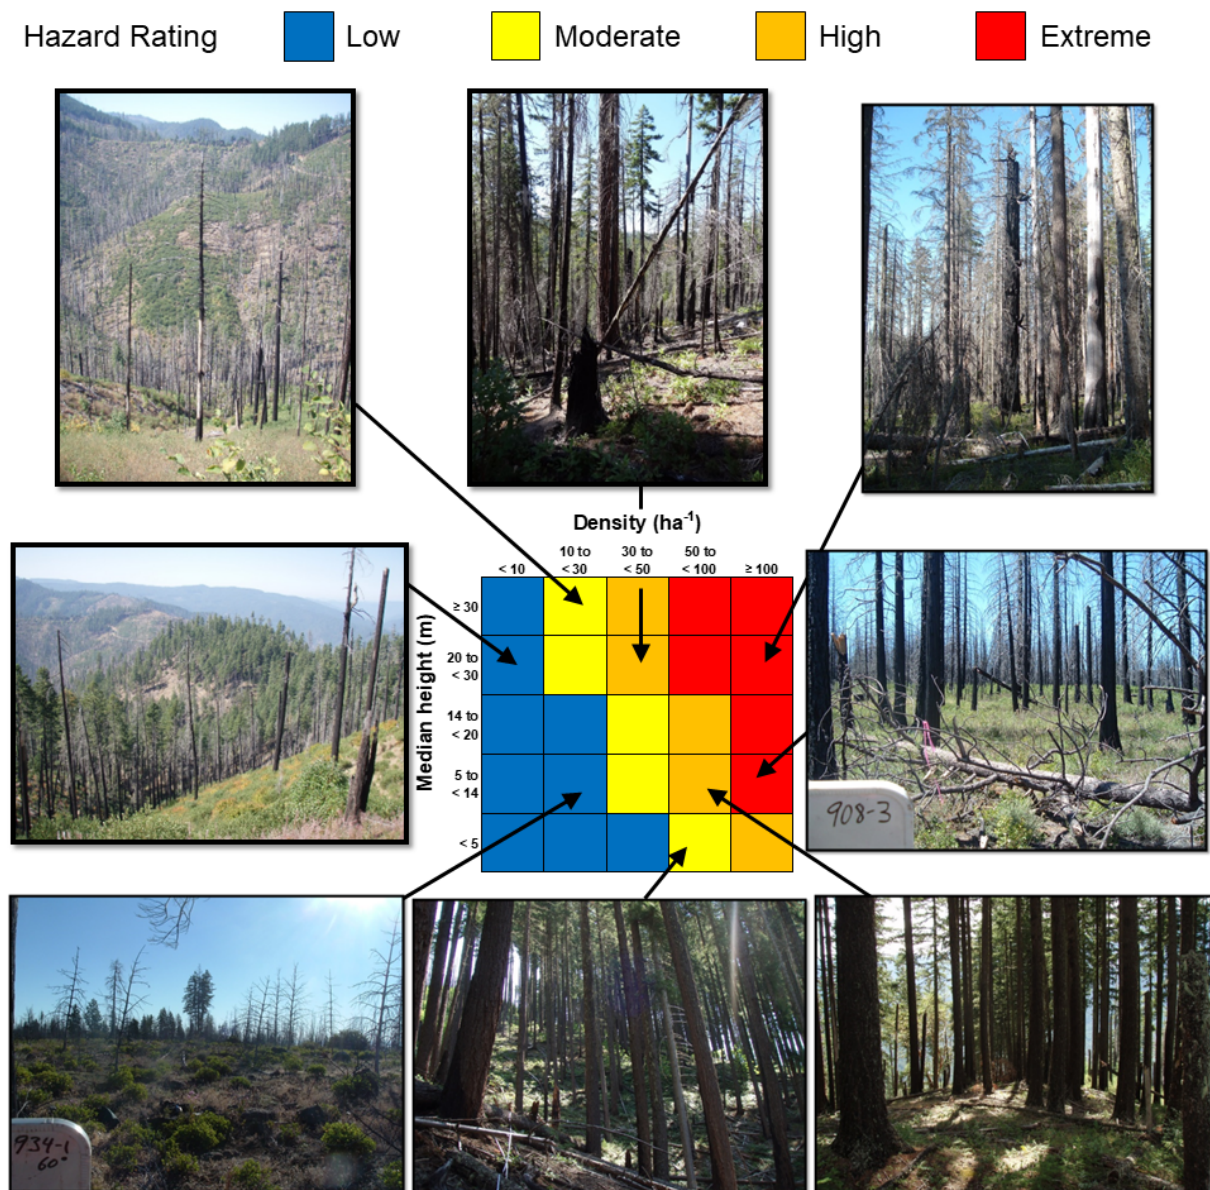 Hazard Rating Low Moderate High Extreme
Density (ha⁻¹)
10 to 30 to 50 to
< 10 < 30 < 50 < 100 ≥ 100
Median height (m)
≥ 30
20 to
< 30
14 to
< 20
5 to
< 14
< 5
908-3
934-1
60°